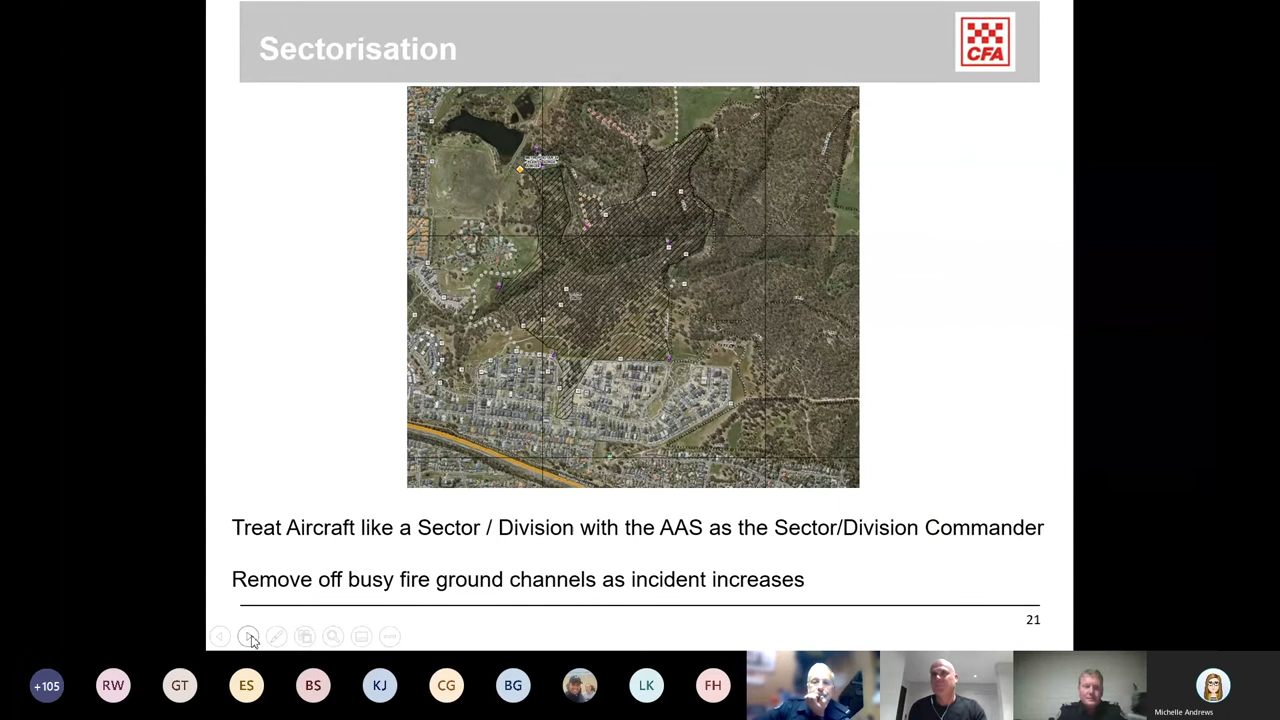 Sectorisation
CFA
Treat Aircraft like a Sector / Division with the AAS as the Sector/Division Commander
Remove off busy fire ground channels as incident increases
21
+105
RW
GT
ES
BS
KJ
CG
BG
LK
FH
Michelle Andrews